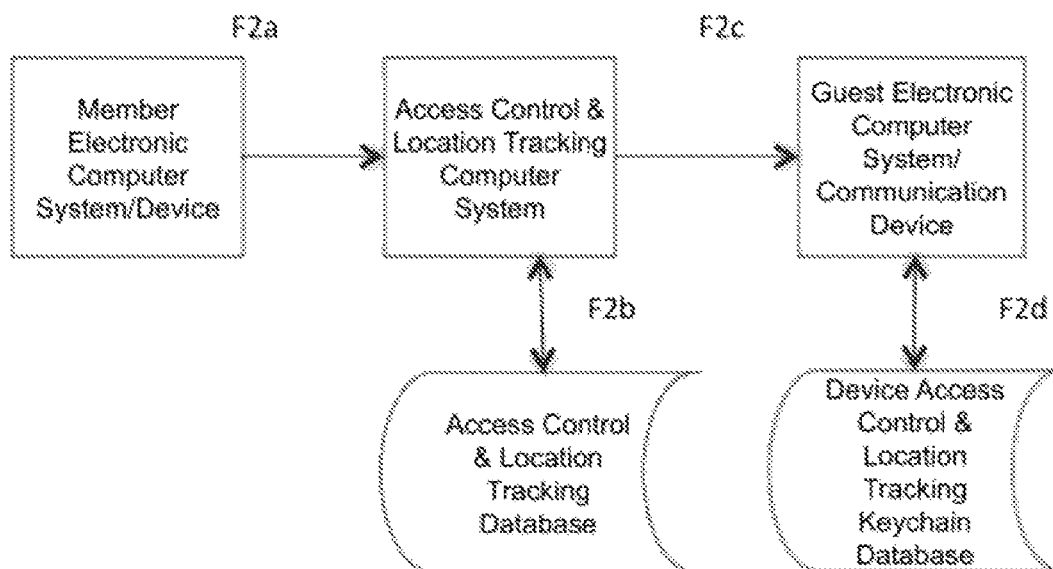 F2a
F2c
Member
Electronic
Computer
System/Device
Access Control &
Location Tracking
Computer
System
Guest Electronic
Computer
System/
Communication
Device
F2b
F2d
Access Control
& Location
Tracking
Database
Device Access
Control &
Location
Tracking
Keychain
Database